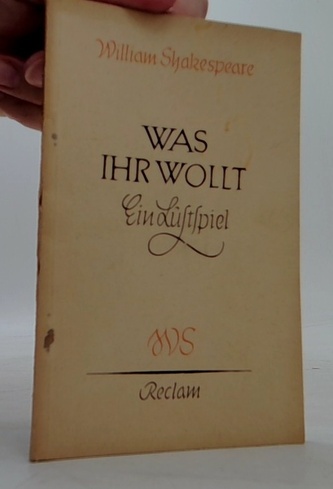 William Shakespeare
WAS
IHR WOLLT
Ein Lustspiel
WS
Reclam